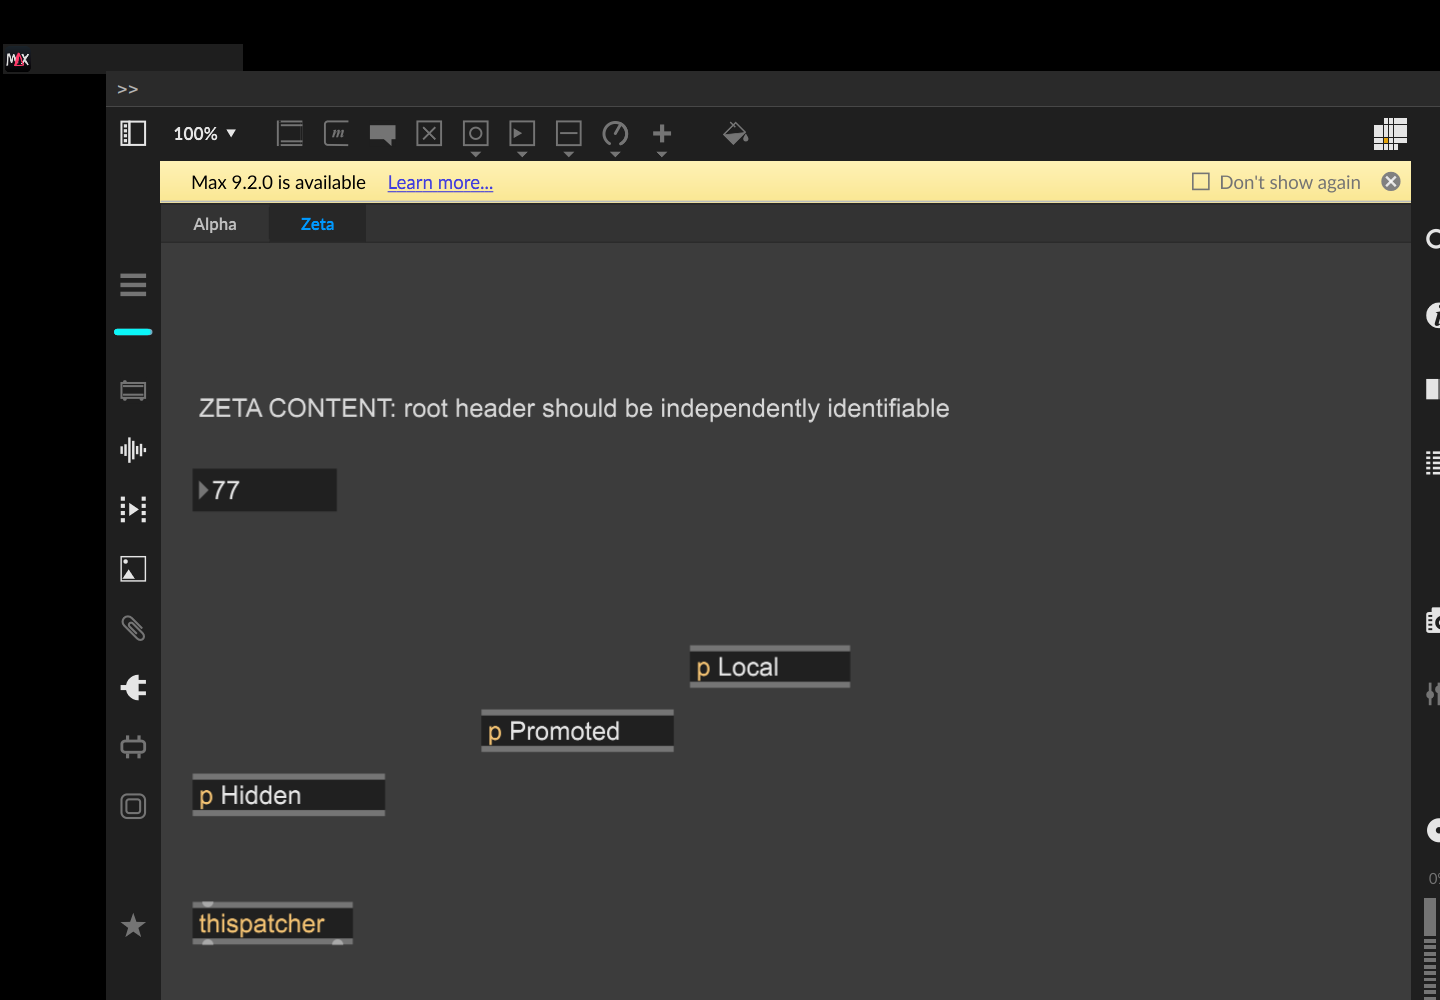 MAX
>>
100%
m
Max 9.2.0 is available Learn more... Don't show again
Alpha Zeta
ZETA CONTENT: root header should be independently identifiable
77
p Local
p Promoted
p Hidden
thispatcher